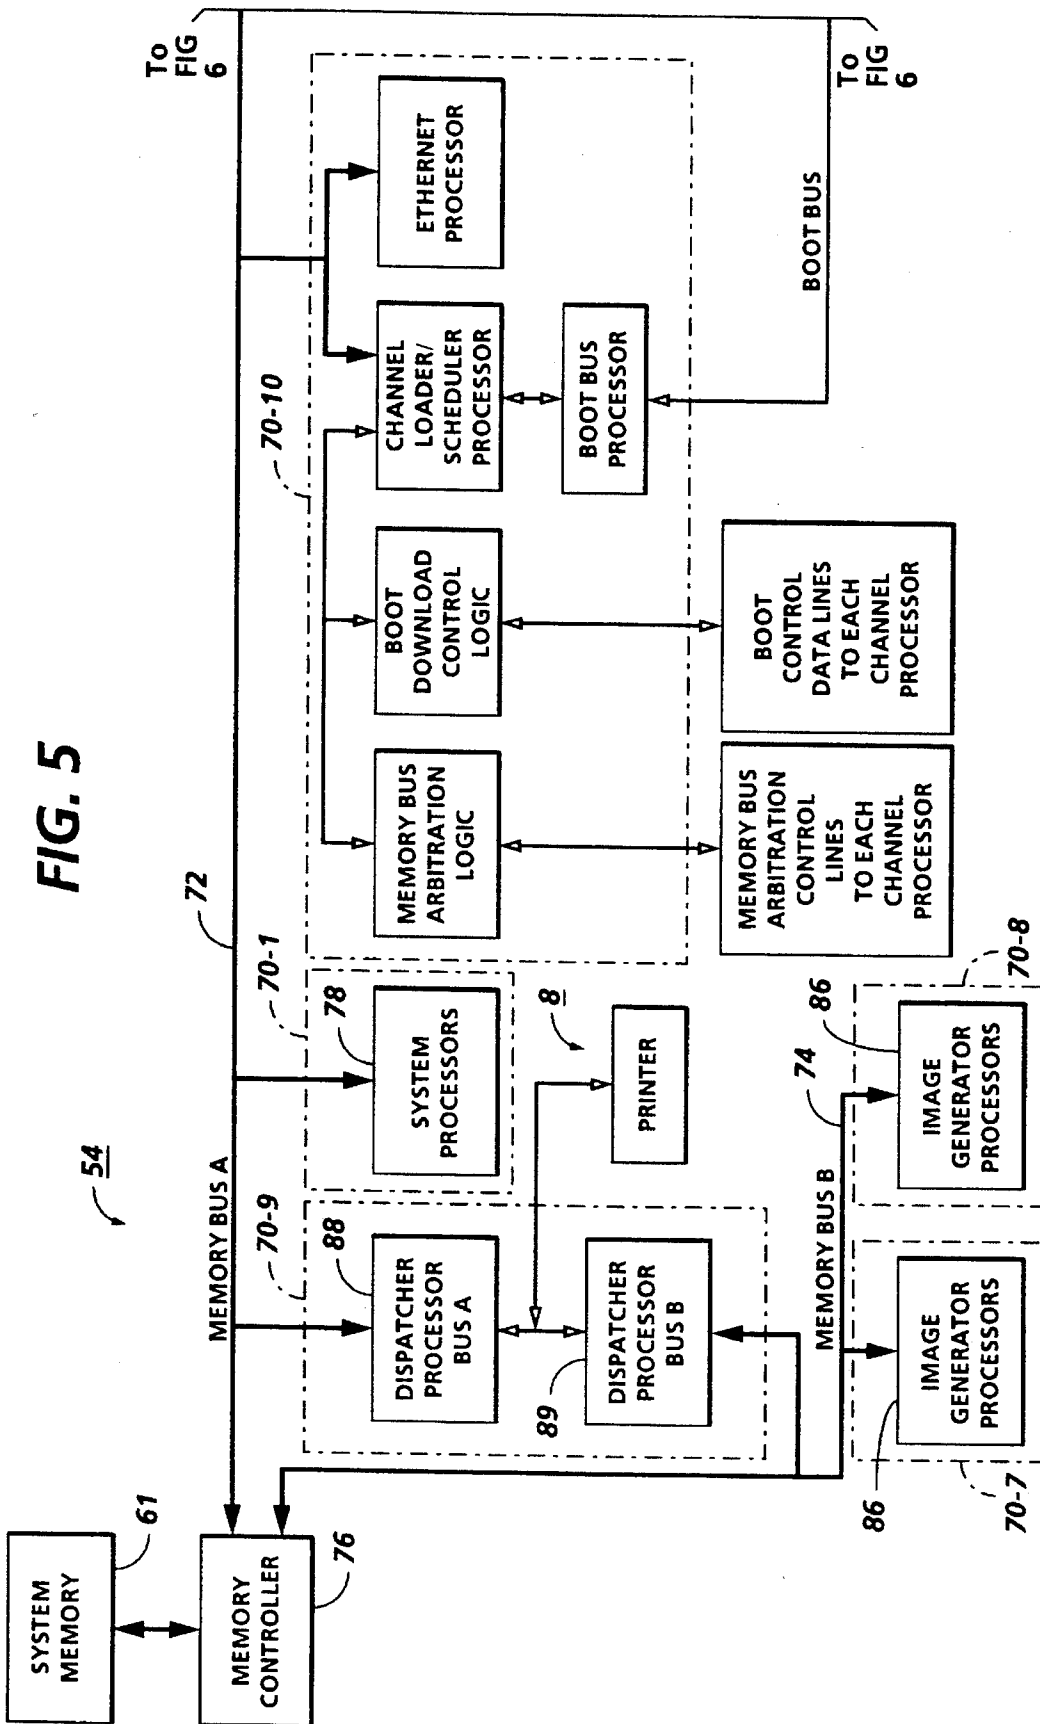 FIG. 5
54
SYSTEM
MEMORY
61
MEMORY
CONTROLLER
76
MEMORY BUS A
72
To
FIG
6
70-9
88
DISPATCHER
PROCESSOR
BUS A
89
DISPATCHER
PROCESSOR
BUS B
70-1
78
SYSTEM
PROCESSORS
8
PRINTER
70-10
MEMORY BUS
ARBITRATION
LOGIC
BOOT
DOWNLOAD
CONTROL
LOGIC
CHANNEL
LOADER/
SCHEDULER
PROCESSOR
ETHERNET
PROCESSOR
BOOT BUS
PROCESSOR
BOOT BUS
To
FIG
6
MEMORY BUS
ARBITRATION
CONTROL
LINES
TO EACH
CHANNEL
PROCESSOR
BOOT
CONTROL
DATA LINES
TO EACH
CHANNEL
PROCESSOR
MEMORY BUS B
74
86
IMAGE
GENERATOR
PROCESSORS
70-7
86
IMAGE
GENERATOR
PROCESSORS
70-8